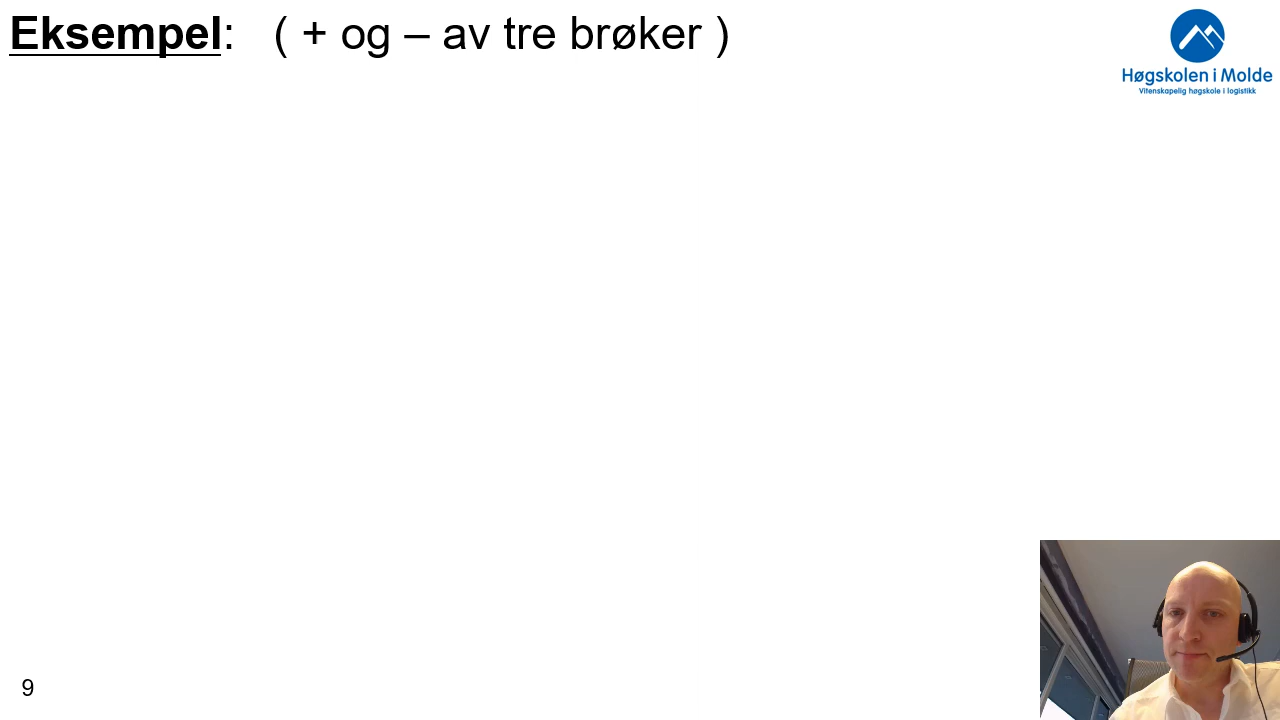 Eksempel: ( + og – av tre brøker )
Høgskolen i Molde
Vitenskapelig høgskole i logistikk
9